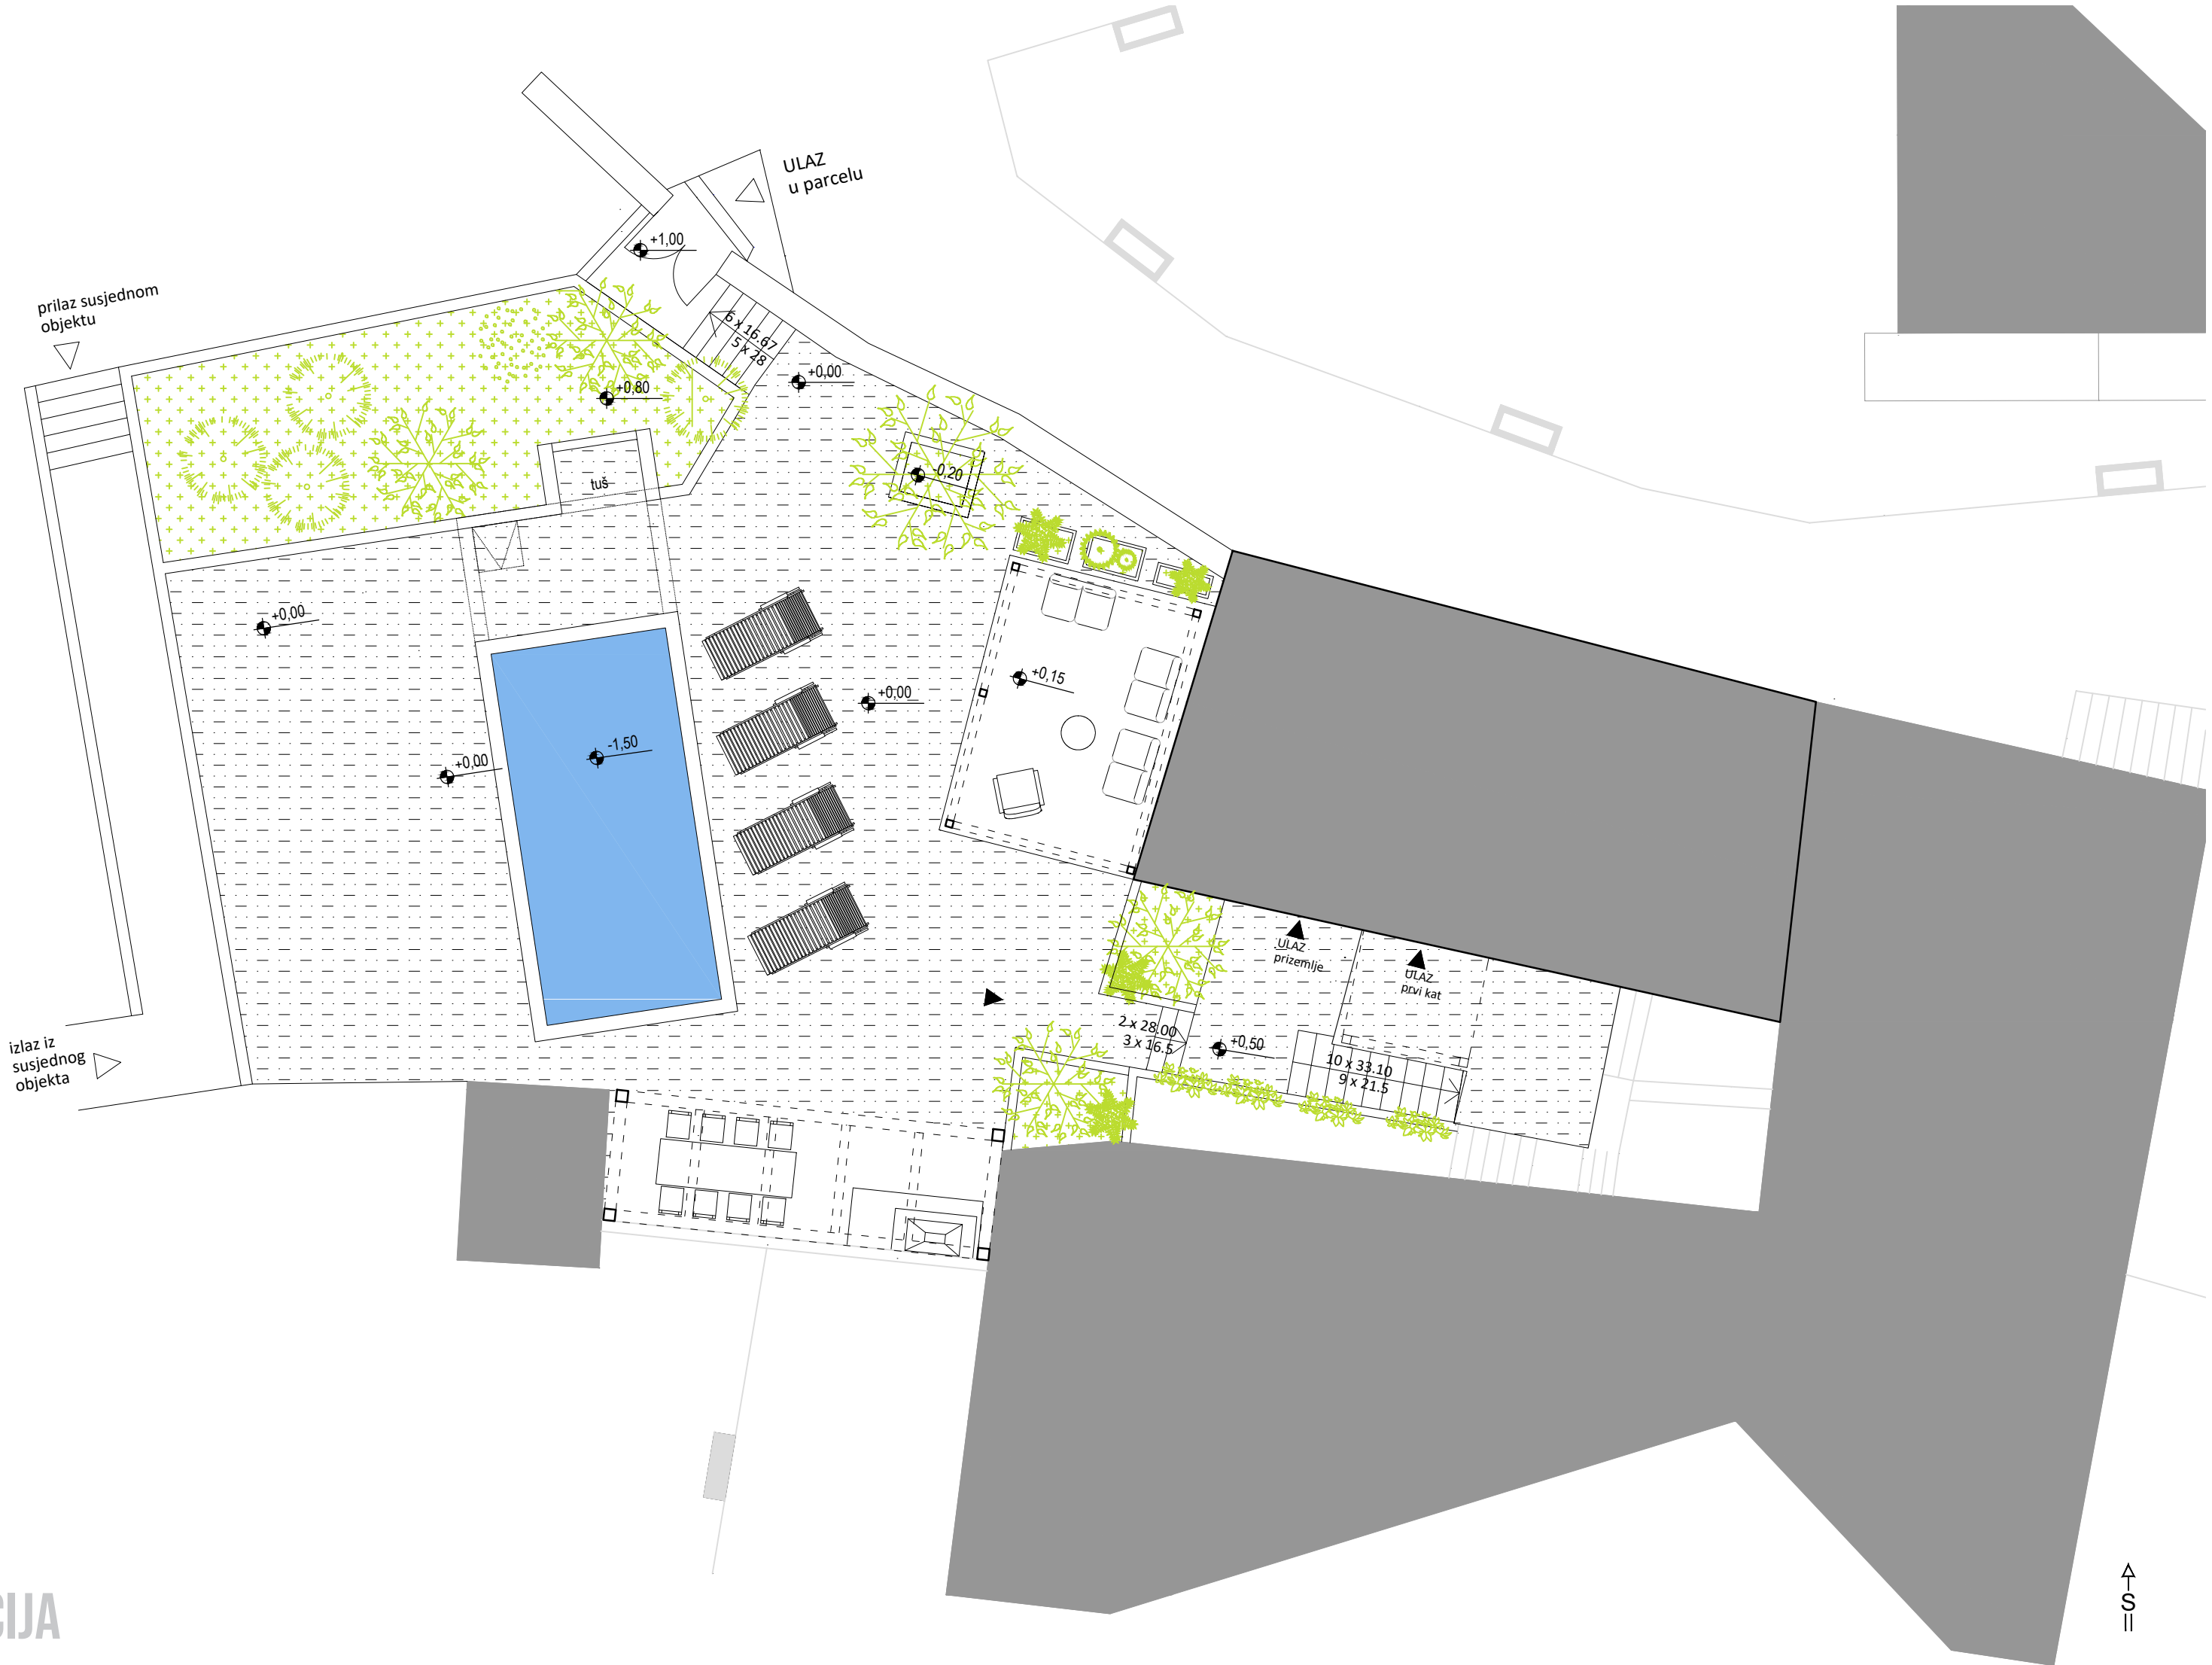 ULAZ
u parcelu
+1,00
prilaz susjednom
objektu
6 x 16.67
5 x 28
+0,00
+0,80
-0,20
tuš
+0,00
+0,15
+0,00
-1,50
+0,00
ULAZ
prizemlje
ULAZ
prvi kat
2 x 28.00
3 x 16.5
+0,50
10 x 33.10
9 x 21.5
izlaz iz
susjednog
objekta
CIJA
S